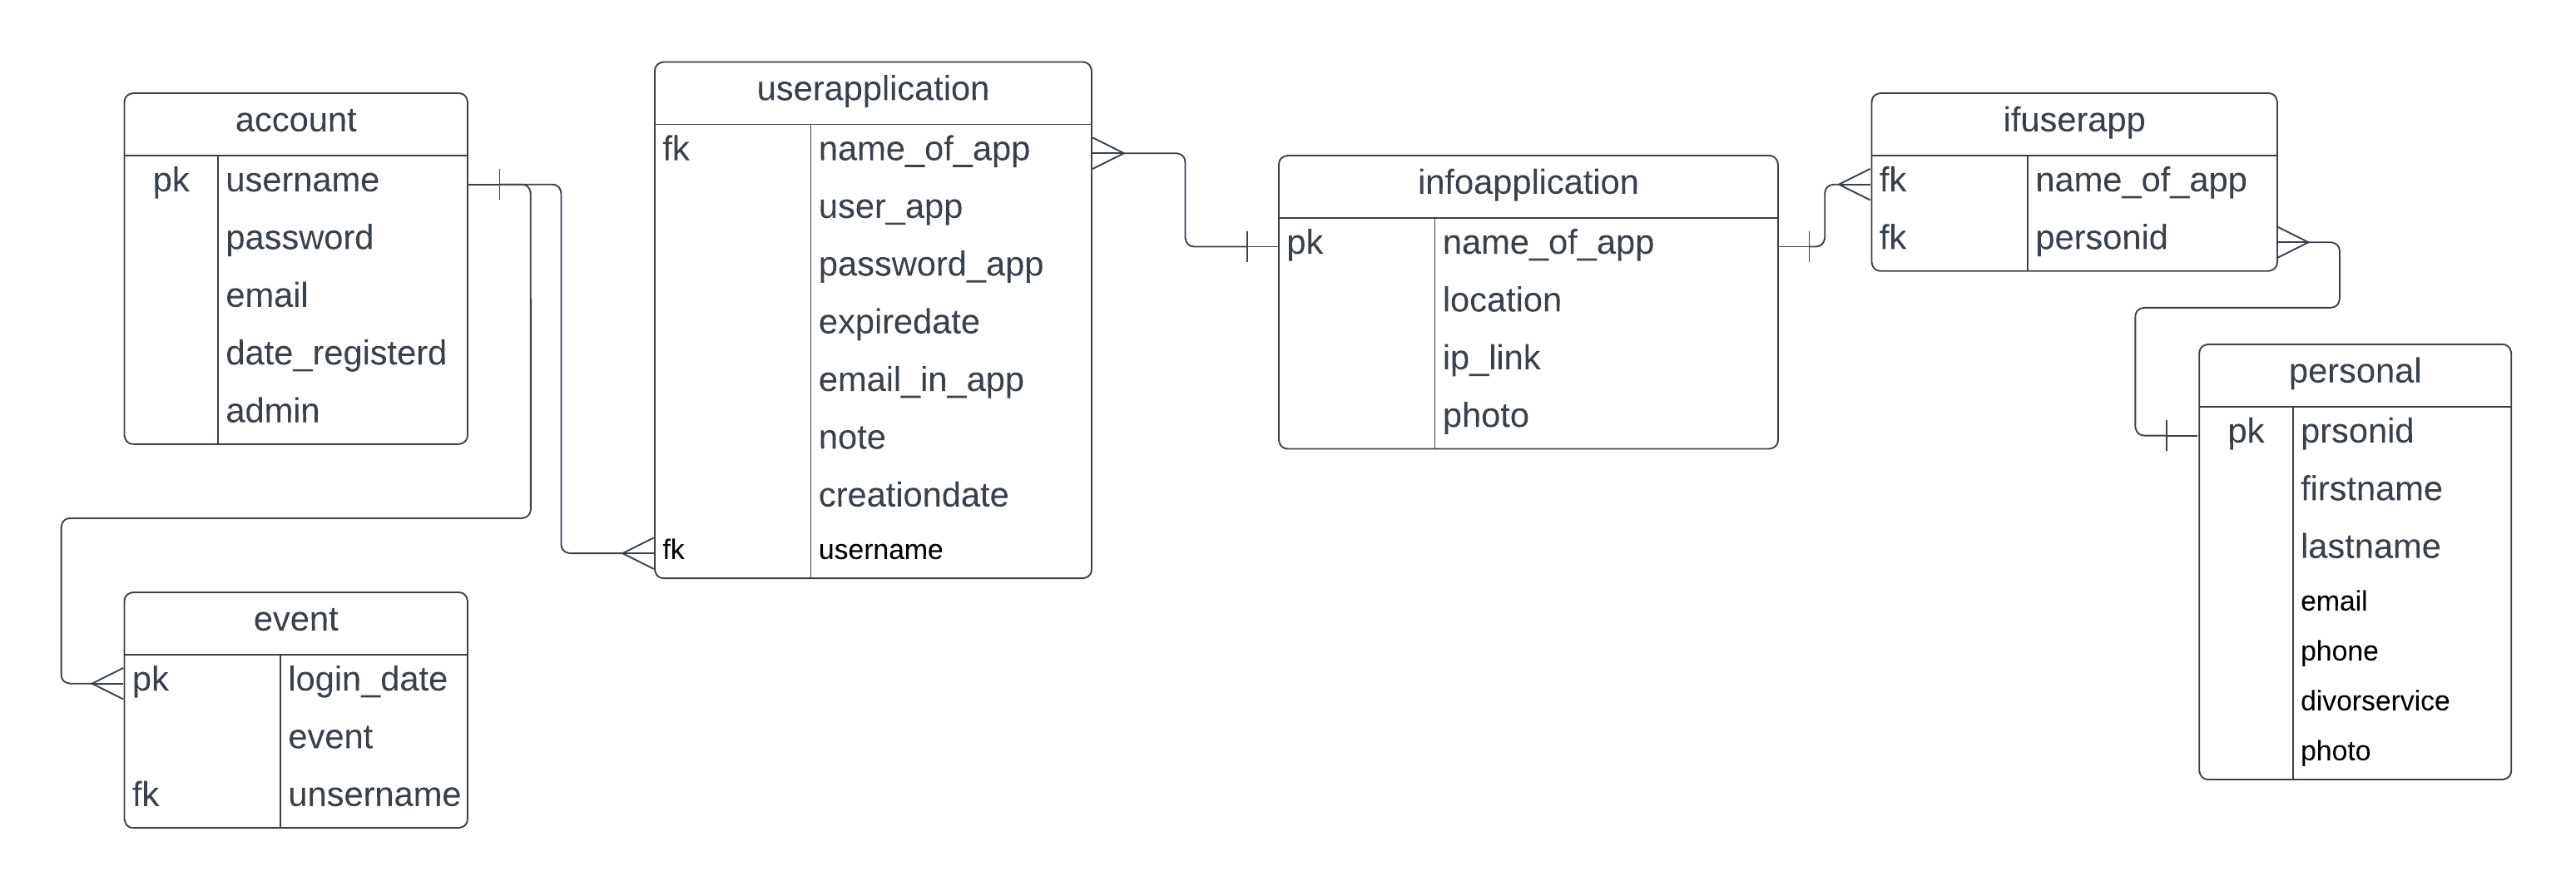 account
pk username
password
email
date_registerd
admin
event
pk login_date
event
fk unsername
userapplication
fk name_of_app
user_app
password_app
expiredate
email_in_app
note
creationdate
fk username
infoapplication
pk name_of_app
location
ip_link
photo
ifuserapp
fk name_of_app
fk personid
personal
pk prsonid
firstname
lastname
email
phone
divorservice
photo